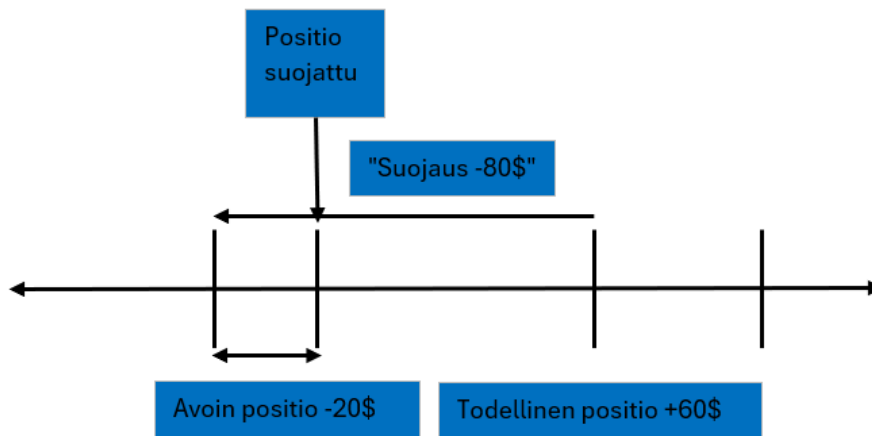 Positio
suojattu
"Suojaus -80$"
Avoin positio -20$
Todellinen positio +60$